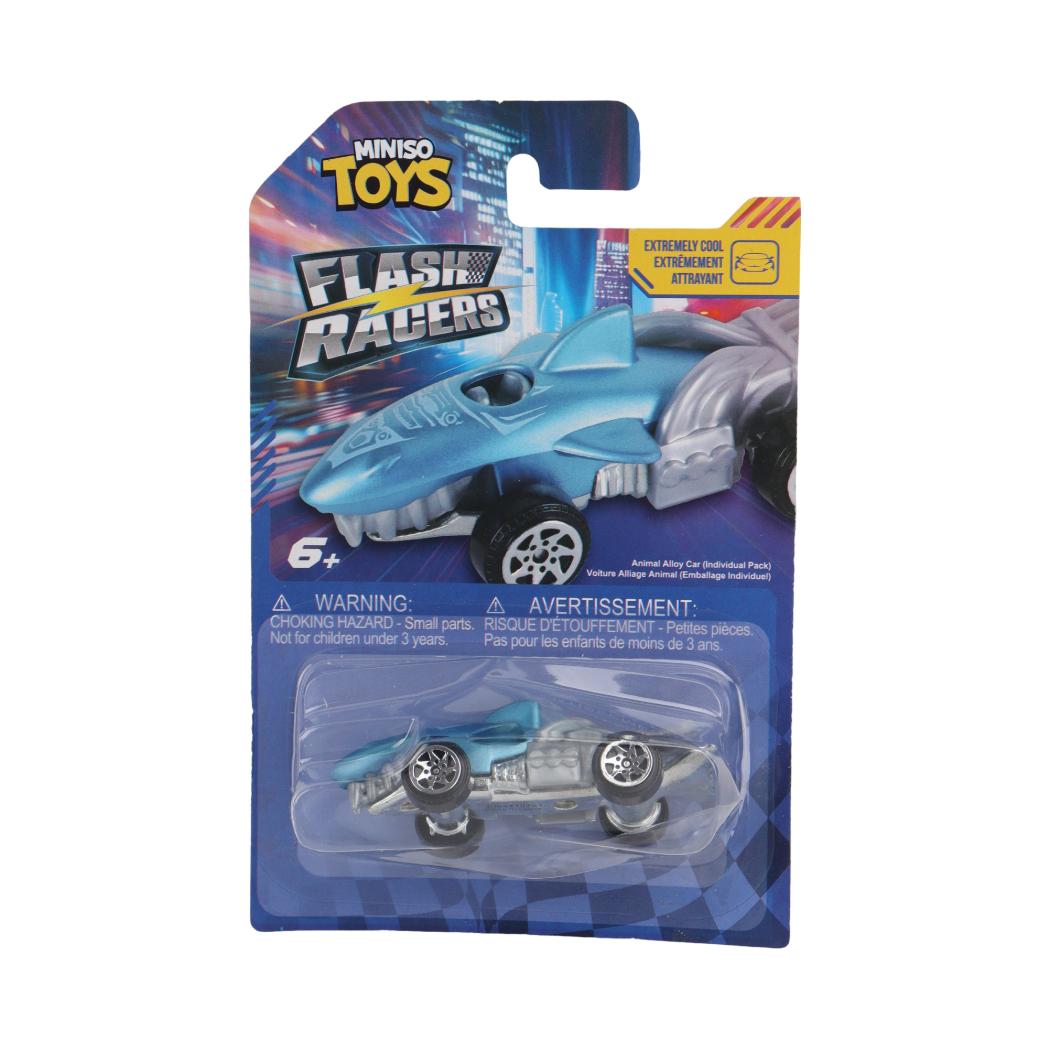 MINISO
TOYS
FLASH
RACERS
EXTREMELY COOL
EXTRÊMEMENT
ATTRAYANT
6+
Animal Alloy Car (Individual Pack)
Voiture Alliage Animal (Emballage Individuel)
⚠ WARNING:
CHOKING HAZARD - Small parts.
Not for children under 3 years.
⚠ AVERTISSEMENT:
RISQUE D'ÉTOUFFEMENT - Petites pièces.
Pas pour les enfants de moins de 3 ans.